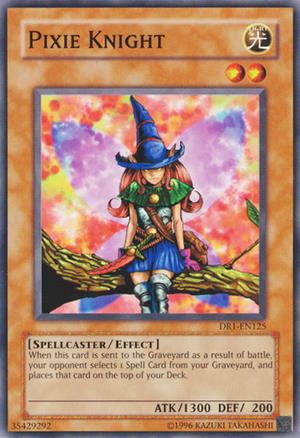 PIXIE KNIGHT
LIGHT
光
DR1-EN125
[SPELLCASTER/EFFECT]
When this card is sent to the Graveyard as a result of battle,
your opponent selects 1 Spell Card from your Graveyard, and
places that card on the top of your Deck.
ATK/1300 DEF/ 200
35429292
©1996 KAZUKI TAKAHASHI